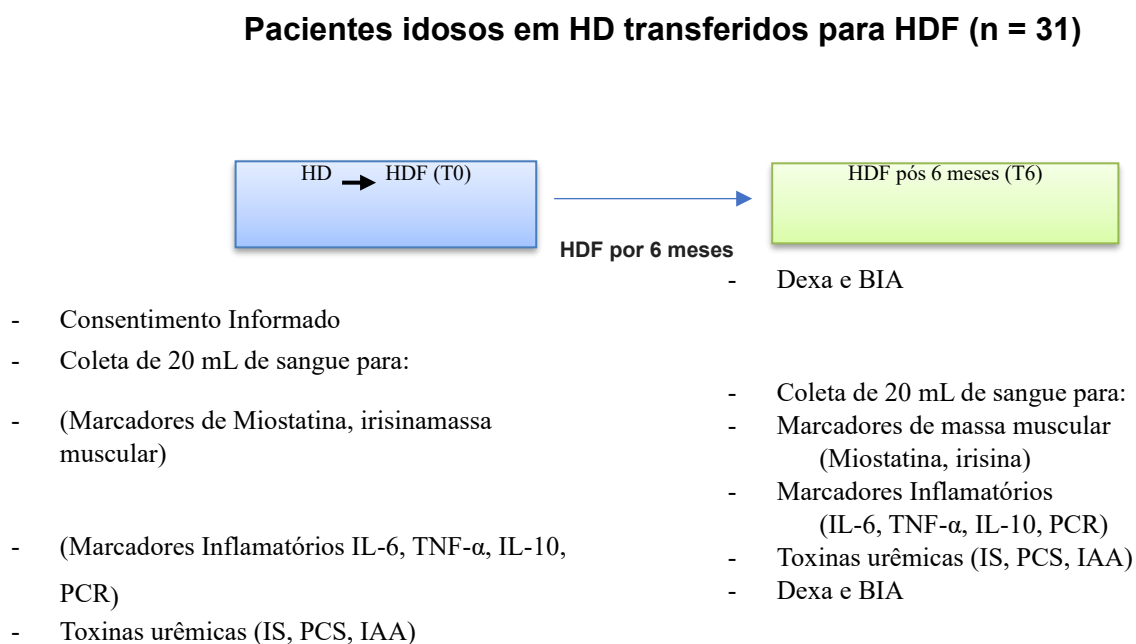 Pacientes idosos em HD transferidos para HDF (n = 31)
HD HDF (T0)
HDF por 6 meses
HDF pós 6 meses (T6)
- Consentimento Informado
- Coleta de 20 mL de sangue para:
- (Marcadores de Miostatina, irisinamassa
muscular)
- (Marcadores Inflamatórios IL-6, TNF-α, IL-10,
PCR)
- Toxinas urêmicas (IS, PCS, IAA)
- Dexa e BIA
- Coleta de 20 mL de sangue para:
- Marcadores de massa muscular
(Miostatina, irisina)
- Marcadores Inflamatórios
(IL-6, TNF-α, IL-10, PCR)
- Toxinas urêmicas (IS, PCS, IAA)
- Dexa e BIA